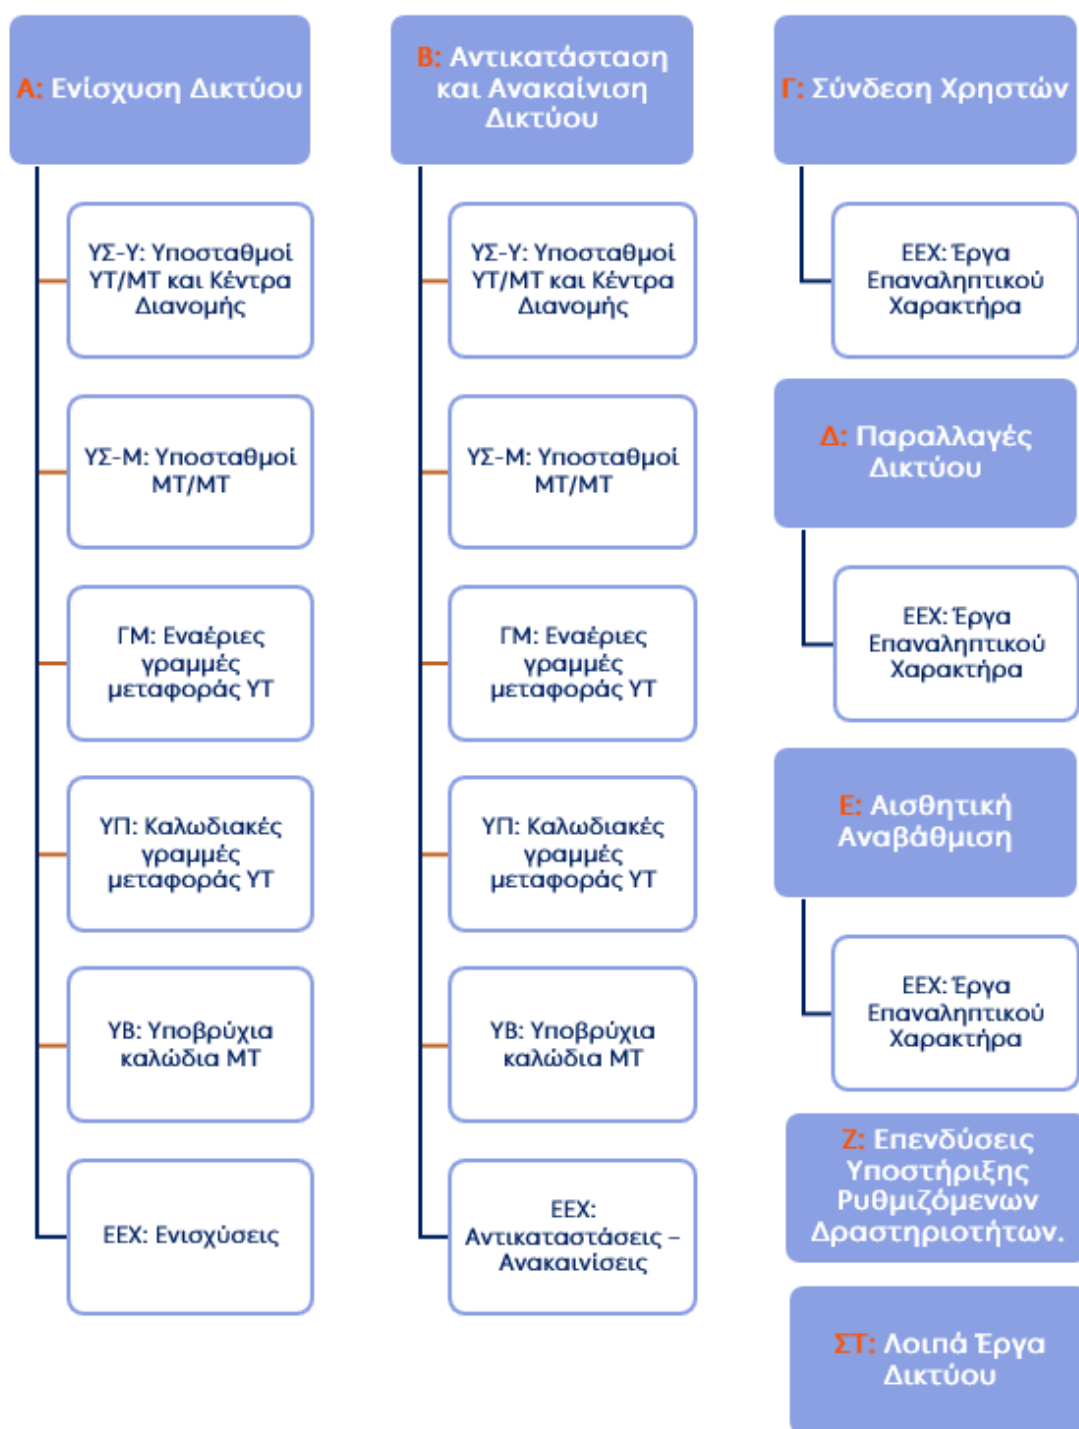 Α: Ενίσχυση Δικτύου
ΥΣ-Υ: Υποσταθμοί
ΥΤ/ΜΤ και Κέντρα
Διανομής
ΥΣ-Μ: Υποσταθμοί
ΜΤ/ΜΤ
ΓΜ: Εναέριες
γραμμές
μεταφοράς ΥΤ
ΥΠ: Καλωδιακές
γραμμές
μεταφοράς ΥΤ
ΥΒ: Υποβρύχια
καλώδια ΜΤ
ΕΕΧ: Ενισχύσεις
Β: Αντικατάσταση
και Ανακαίνιση
Δικτύου
ΥΣ-Υ: Υποσταθμοί
ΥΤ/ΜΤ και Κέντρα
Διανομής
ΥΣ-Μ: Υποσταθμοί
ΜΤ/ΜΤ
ΓΜ: Εναέριες
γραμμές
μεταφοράς ΥΤ
ΥΠ: Καλωδιακές
γραμμές
μεταφοράς ΥΤ
ΥΒ: Υποβρύχια
καλώδια ΜΤ
ΕΕΧ:
Αντικαταστάσεις –
Ανακαινίσεις
Γ: Σύνδεση Χρηστών
ΕΕΧ: Έργα
Επαναληπτικού
Χαρακτήρα
Δ: Παραλλαγές
Δικτύου
ΕΕΧ: Έργα
Επαναληπτικού
Χαρακτήρα
Ε: Αισθητική
Αναβάθμιση
ΕΕΧ: Έργα
Επαναληπτικού
Χαρακτήρα
Ζ: Επενδύσεις
Υποστήριξης
Ρυθμιζόμενων
Δραστηριοτήτων.
ΣΤ: Λοιπά Έργα
Δικτύου